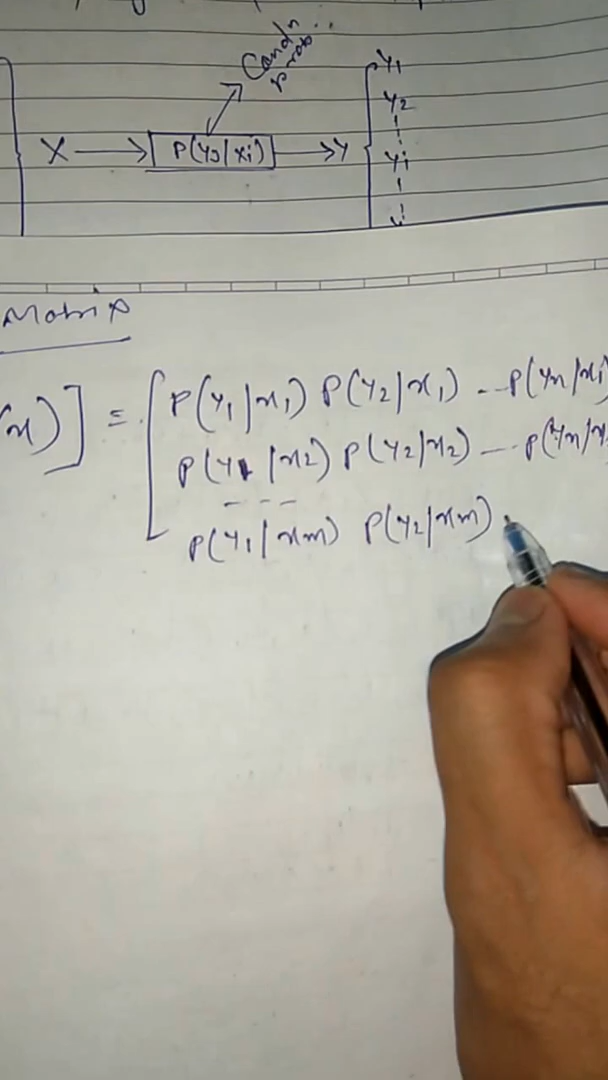 Condn
prob..
X → P(yj|xi) → Y
y1
y2
yi
Matrix
x)] = [ P(y1|x1) P(y2|x1) -- P(yn|x1)
P(y1|x2) P(y2|x2) --- P(yn|x
P(y1|xm) P(y2|xm)